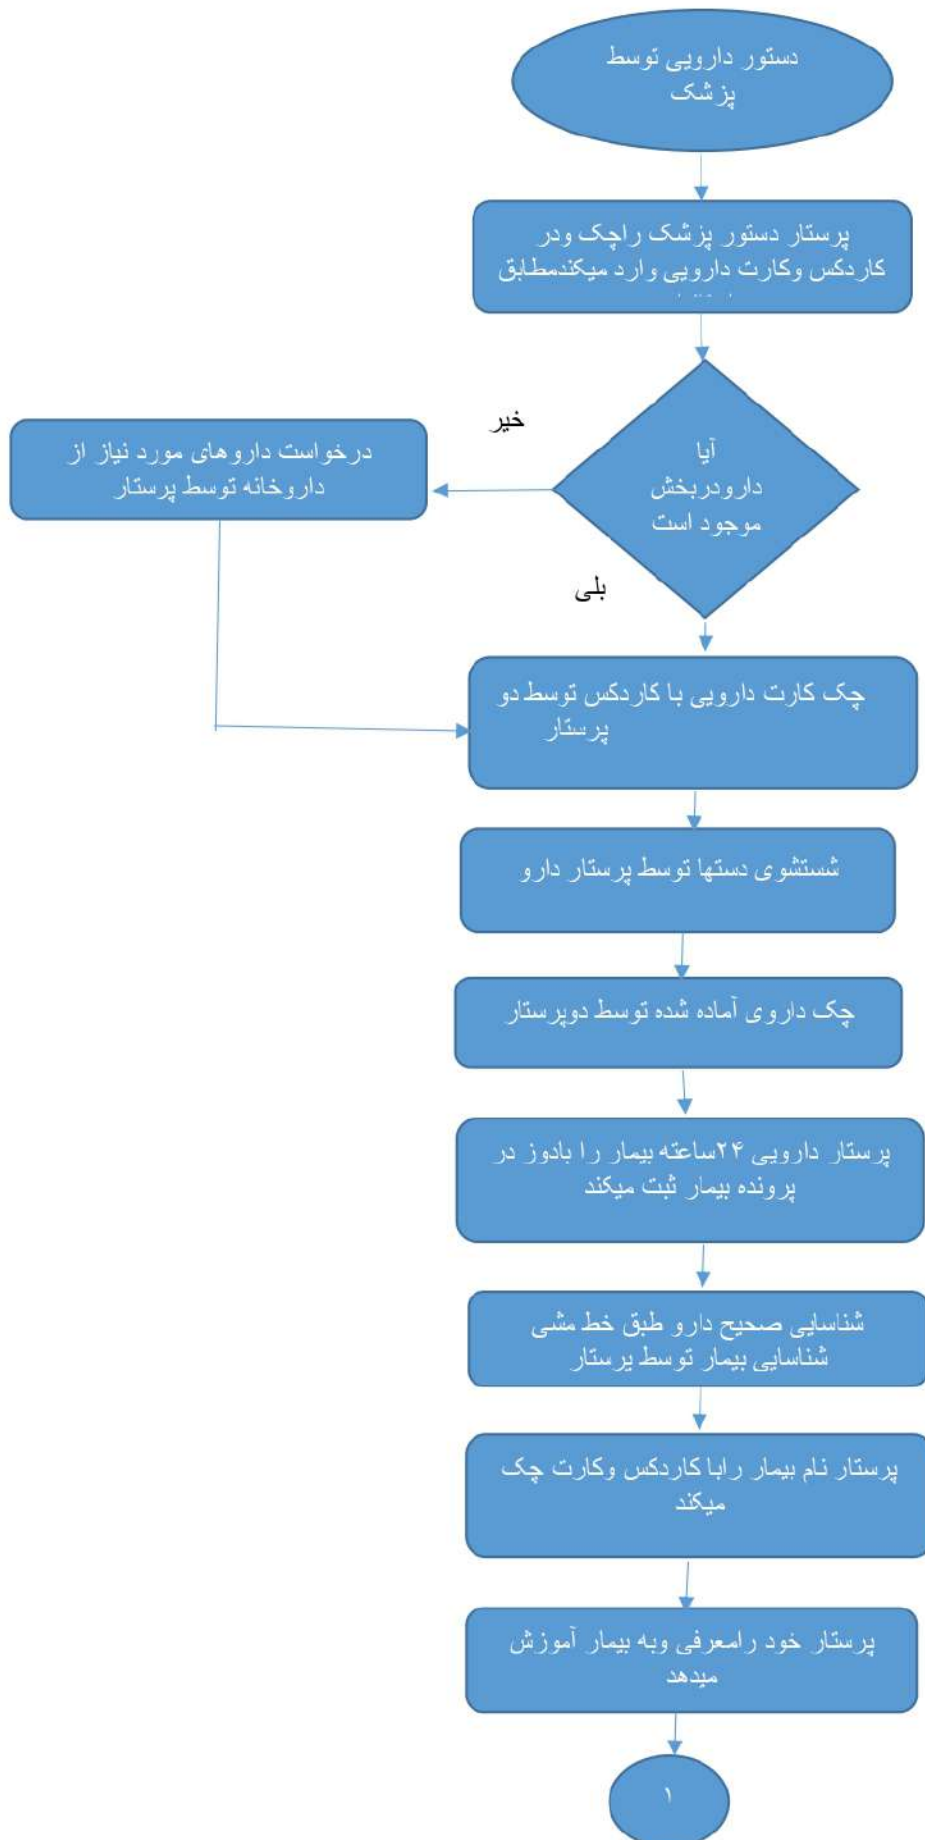 دستور دارویی توسط
پزشک
پرستار دستور پزشک راچک ودر
کاردکس وکارت دارویی وارد میکندمطابق
خیر
آیا
دارودربخش
موجود است
درخواست داروهای مورد نیاز از
داروخانه توسط پرستار
بلی
چک کارت دارویی با کاردکس توسط دو
پرستار
شستشوی دستها توسط پرستار دارو
چک داروی آماده شده توسط دوپرستار
پرستار دارویی ۲۴ساعته بیمار را بادوز در
پرونده بیمار ثبت میکند
شناسایی صحیح دارو طبق خط مشی
شناسایی بیمار توسط پرستار
پرستار نام بیمار رابا کاردکس وکارت چک
میکند
پرستار خود رامعرفی وبه بیمار آموزش
میدهد
۱